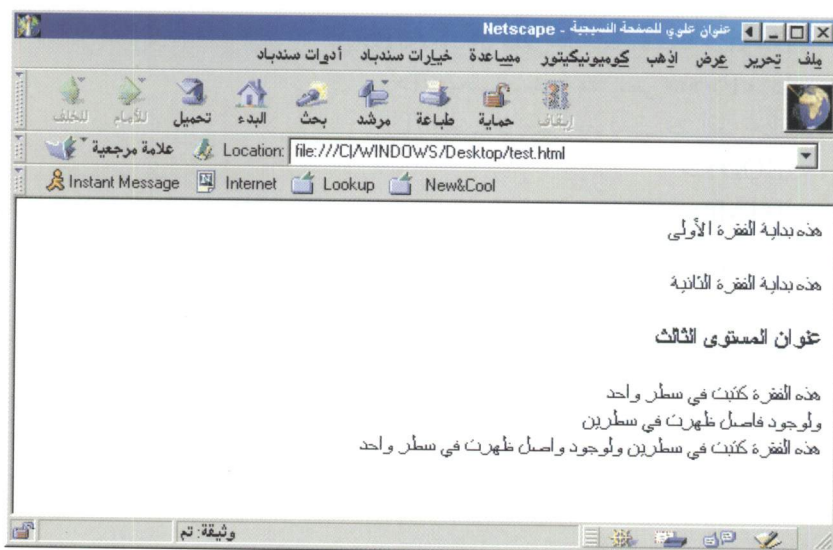 عنوان علوي للصفحة النسيجية - Netscape
ملف تحرير عرض اذهب كوميونيكيتور مساعدة خيارات سندباد أدوات سندباد
إيقاف حماية طباعة مرشد بحث البدء تحميل للأمام للخلف
علامة مرجعية Location: file:///C|/WINDOWS/Desktop/test.html
Instant Message Internet Lookup New&Cool
هذه بداية الفقرة الأولى
هذه بداية الفقرة الثانية
عنوان المستوى الثالث
هذه الفقرة كتبت في سطر واحد
ولوجود فاصل ظهرت في سطرين
هذه الفقرة كتبت في سطرين ولوجود واصل ظهرت في سطر واحد
وثيقة: تم